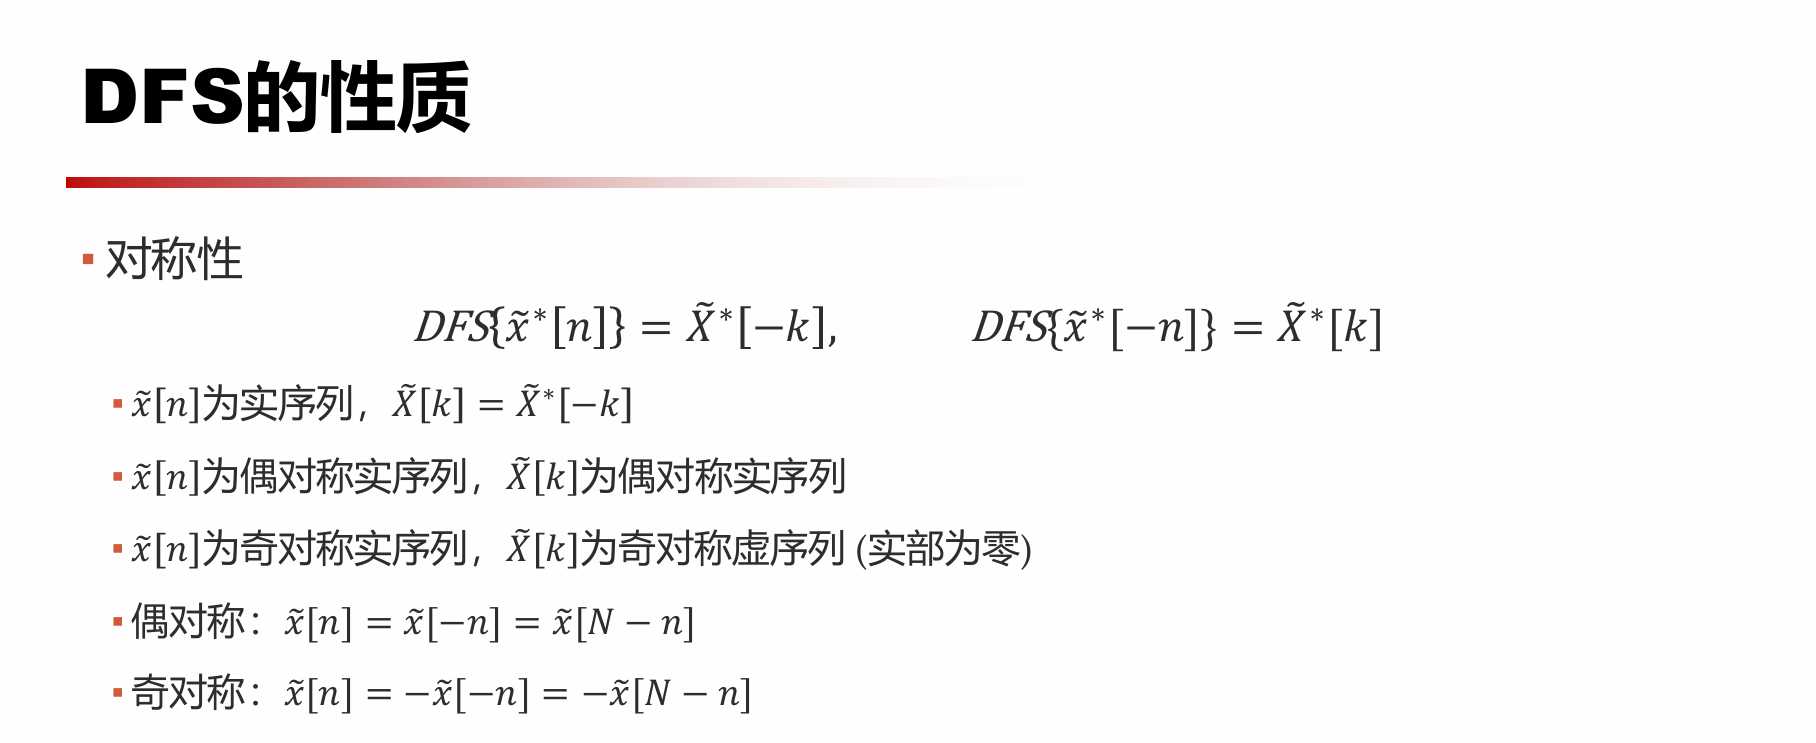 DFS的性质
▪ 对称性
DFS{x̃*[n]} = X̃*[−k],    DFS{x̃*[−n]} = X̃*[k]
▪ x̃[n]为实序列，X̃[k] = X̃*[−k]
▪ x̃[n]为偶对称实序列，X̃[k]为偶对称实序列
▪ x̃[n]为奇对称实序列，X̃[k]为奇对称虚序列 (实部为零)
▪ 偶对称：x̃[n] = x̃[−n] = x̃[N − n]
▪ 奇对称：x̃[n] = −x̃[−n] = −x̃[N − n]